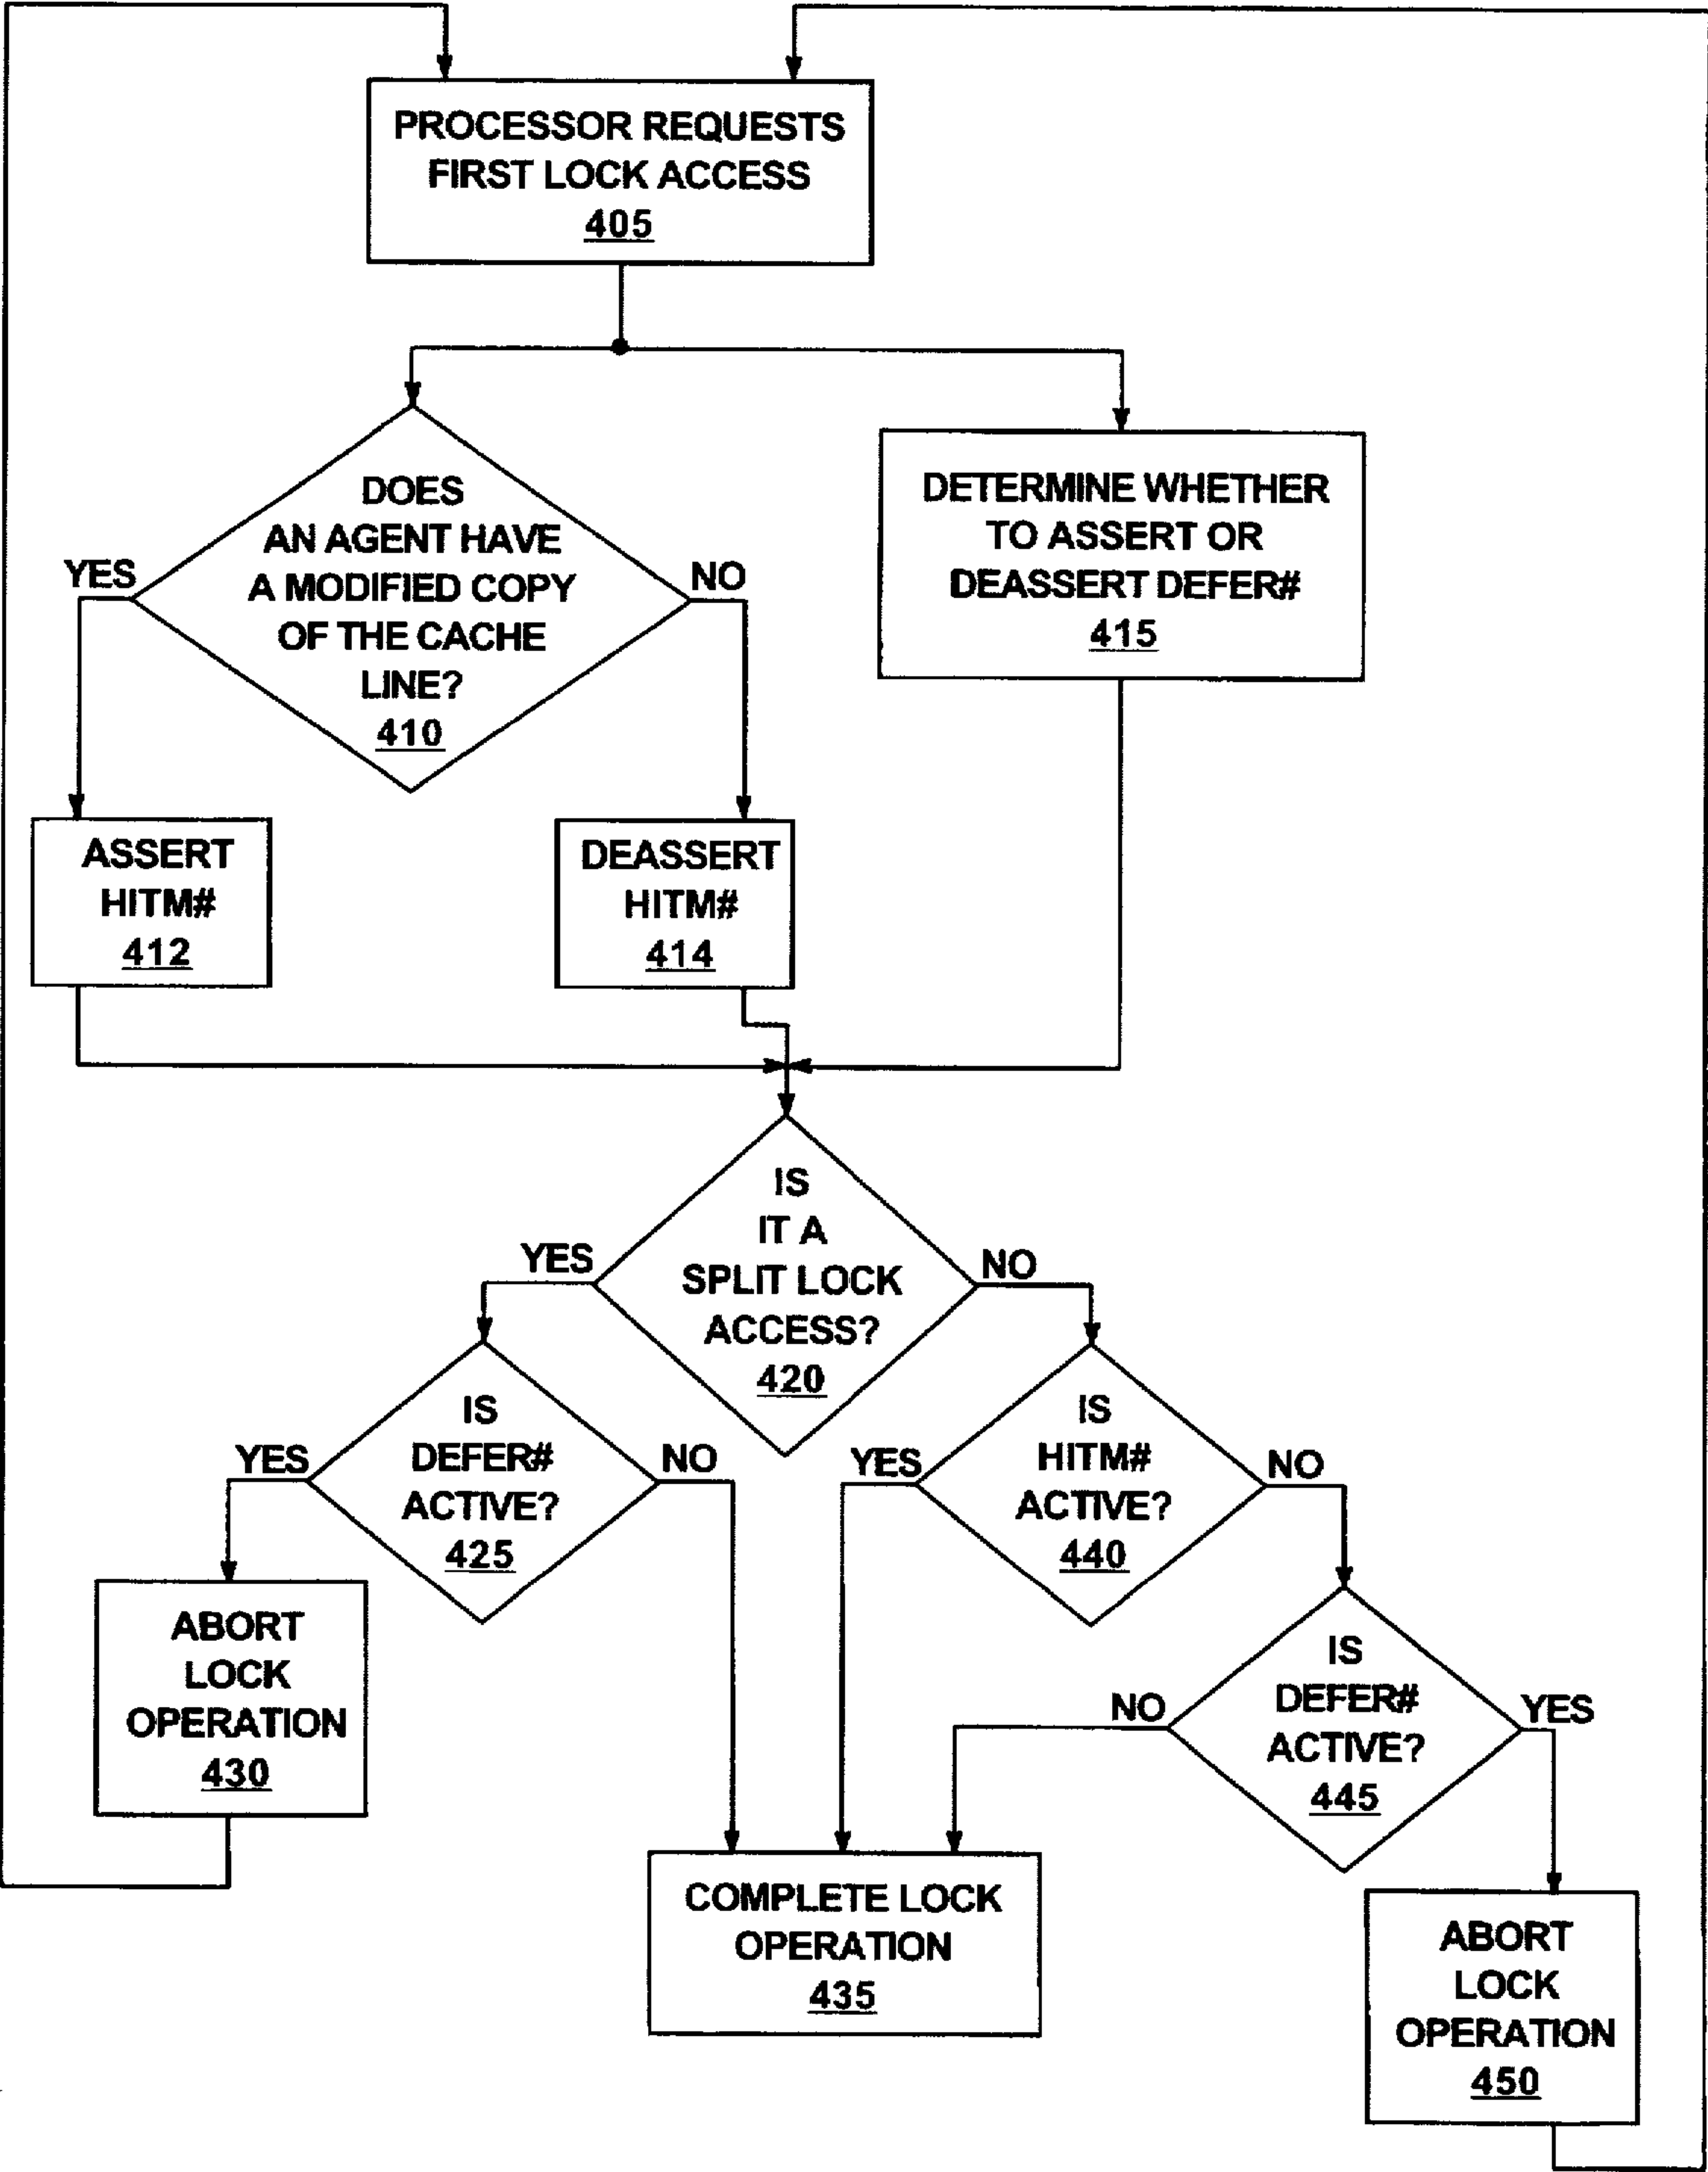 PROCESSOR REQUESTS
FIRST LOCK ACCESS
405
DOES
AN AGENT HAVE
A MODIFIED COPY
OF THE CACHE
LINE?
410
YES
NO
DETERMINE WHETHER
TO ASSERT OR
DEASSERT DEFER#
415
ASSERT
HITM#
412
DEASSERT
HITM#
414
IS
IT A
SPLIT LOCK
ACCESS?
420
YES
NO
IS
DEFER#
ACTIVE?
425
YES
NO
IS
HITM#
ACTIVE?
440
YES
NO
ABORT
LOCK
OPERATION
430
IS
DEFER#
ACTIVE?
445
NO
YES
COMPLETE LOCK
OPERATION
435
ABORT
LOCK
OPERATION
450